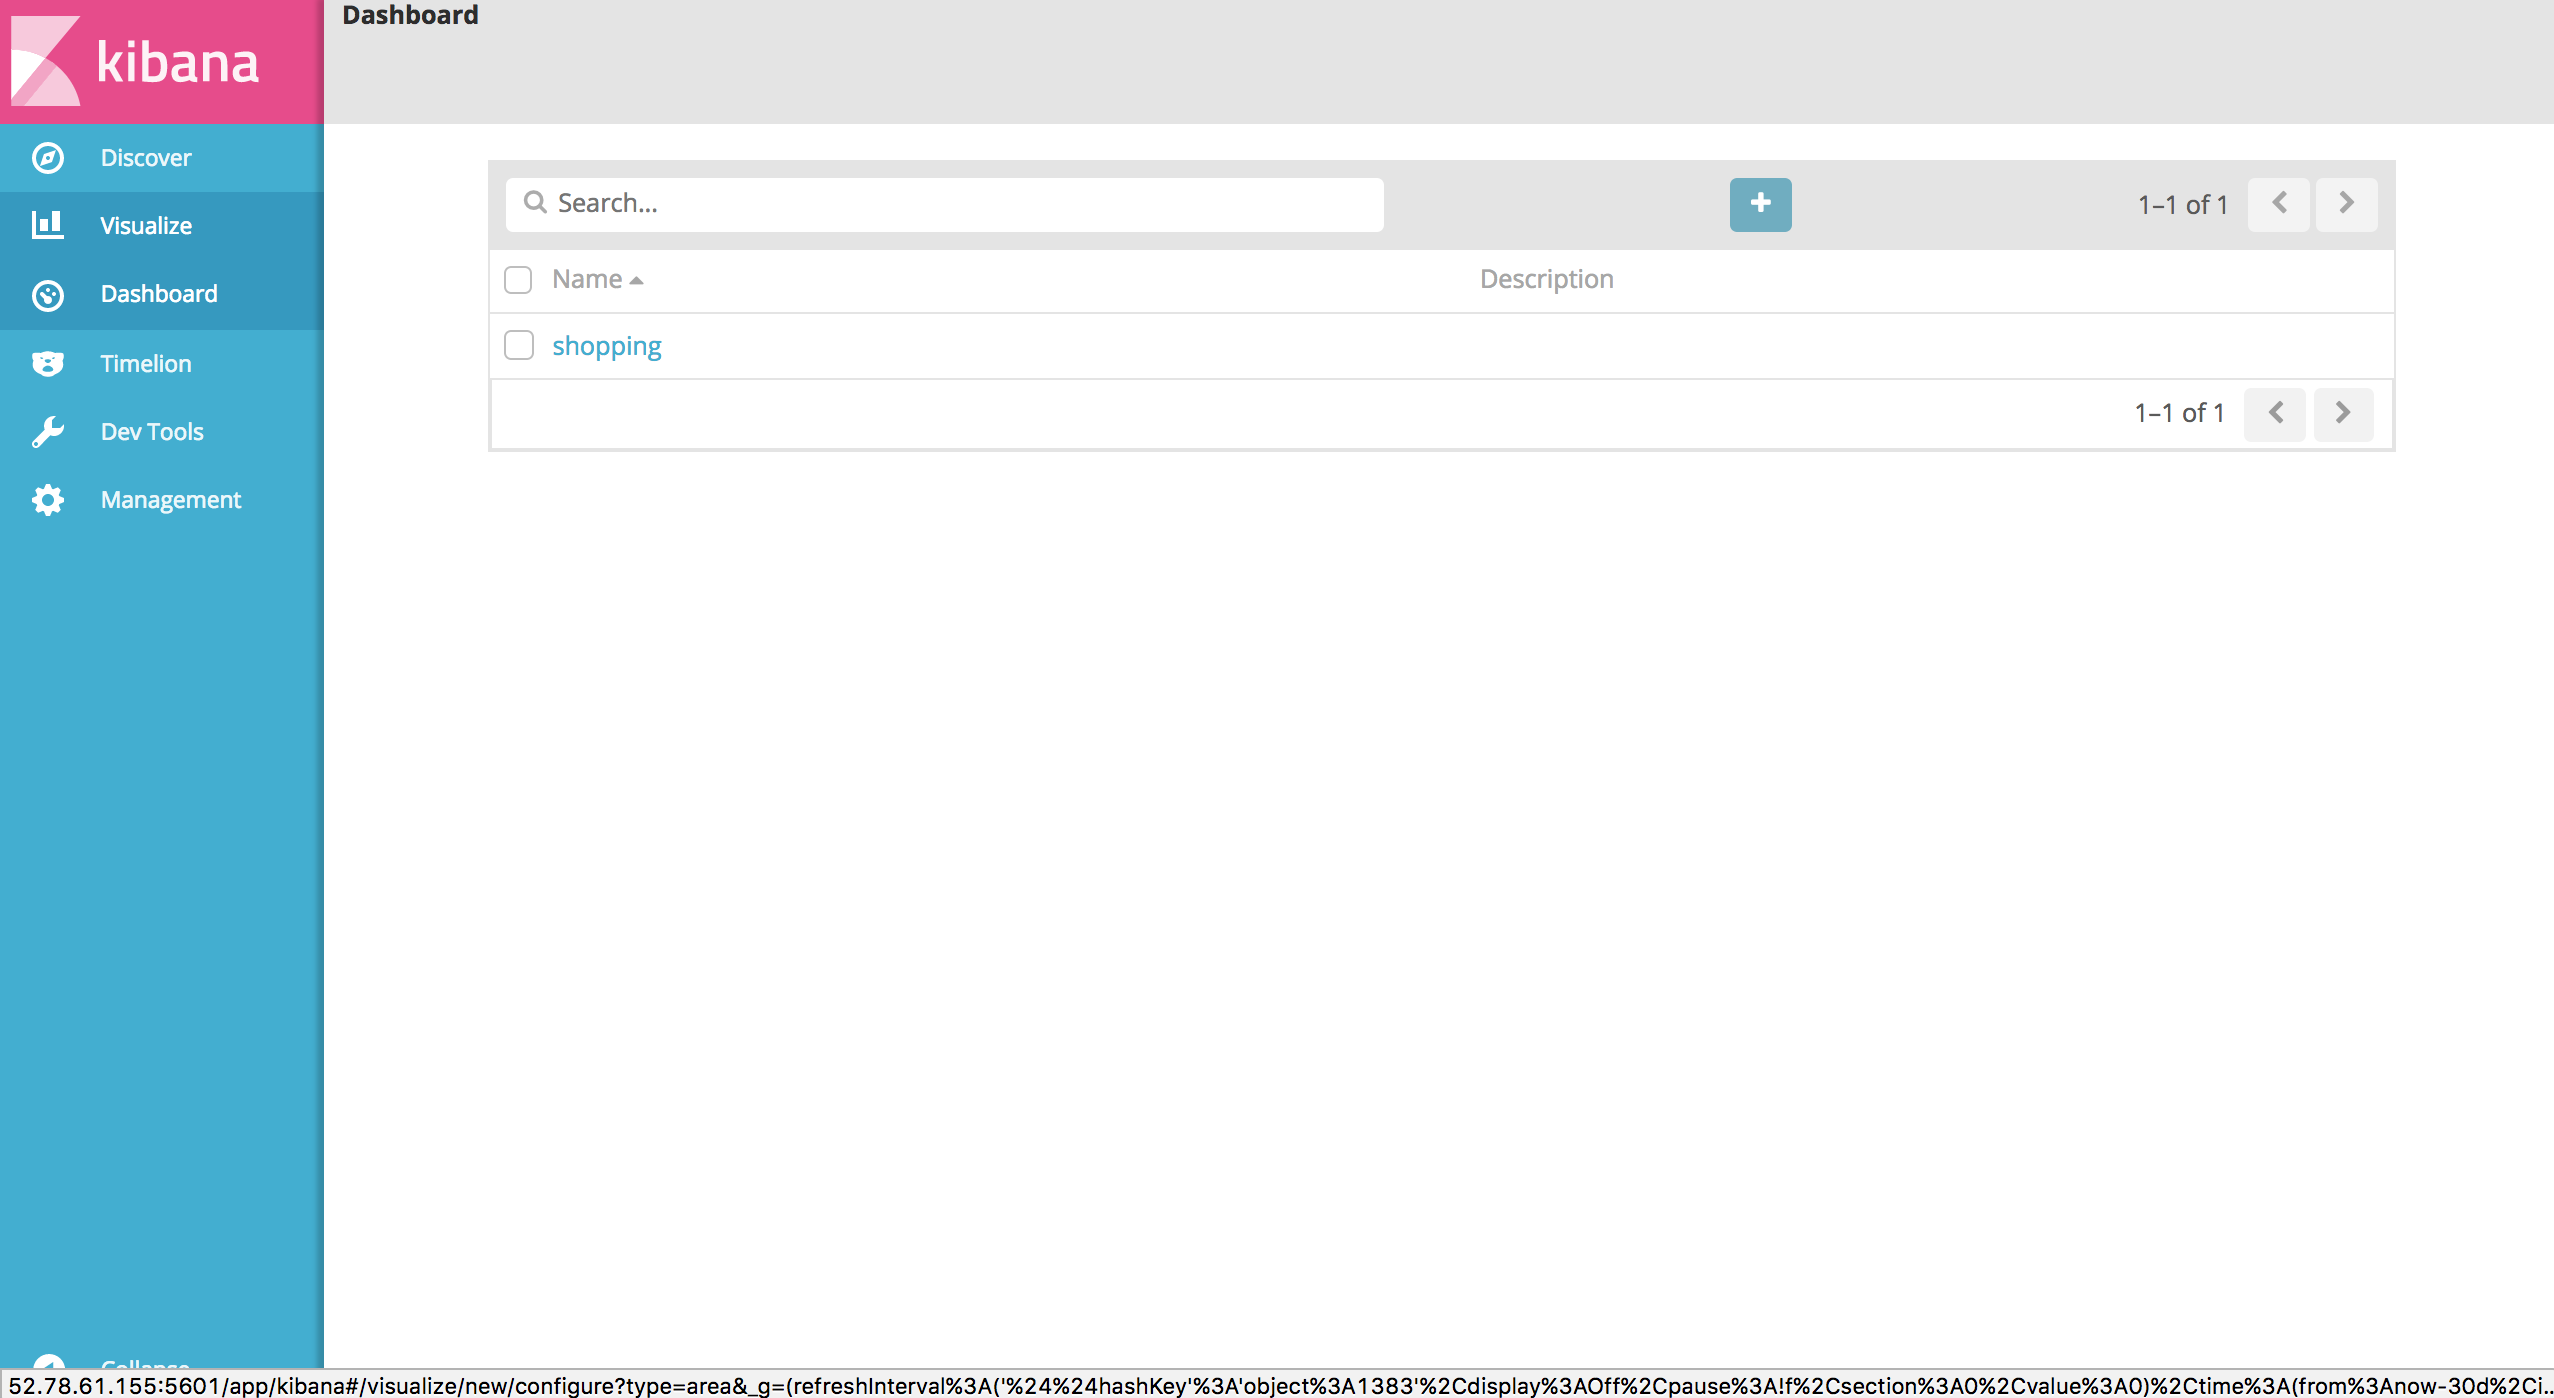 kibana
Dashboard
Discover
Visualize
Dashboard
Timelion
Dev Tools
Management
Collapse
Search...
+
1–1 of 1
Name
Description
shopping
1–1 of 1
52.78.61.155:5601/app/kibana#/visualize/new/configure?type=area&_g=(refreshInterval%3A('%24%24hashKey'%3A'object%3A1383'%2Cdisplay%3AOff%2Cpause%3A!f%2Csection%3A0%2Cvalue%3A0)%2Ctime%3A(from%3Anow-30d%2Ci...